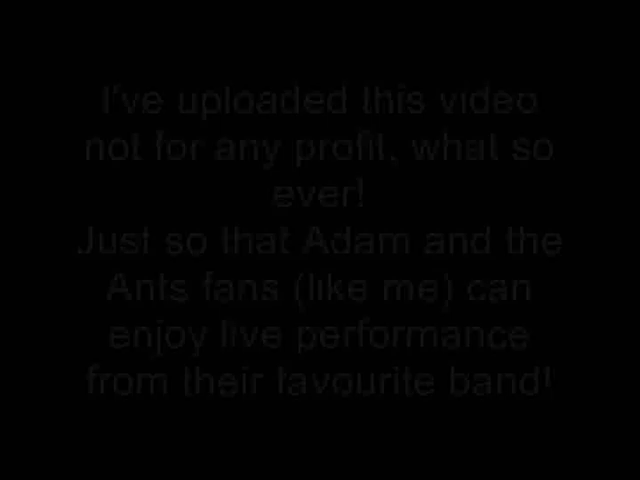 I've uploaded this video
not for any profit, what so
ever!
Just so that Adam and the
Ants fans (like me) can
enjoy live performance
from their favourite band!